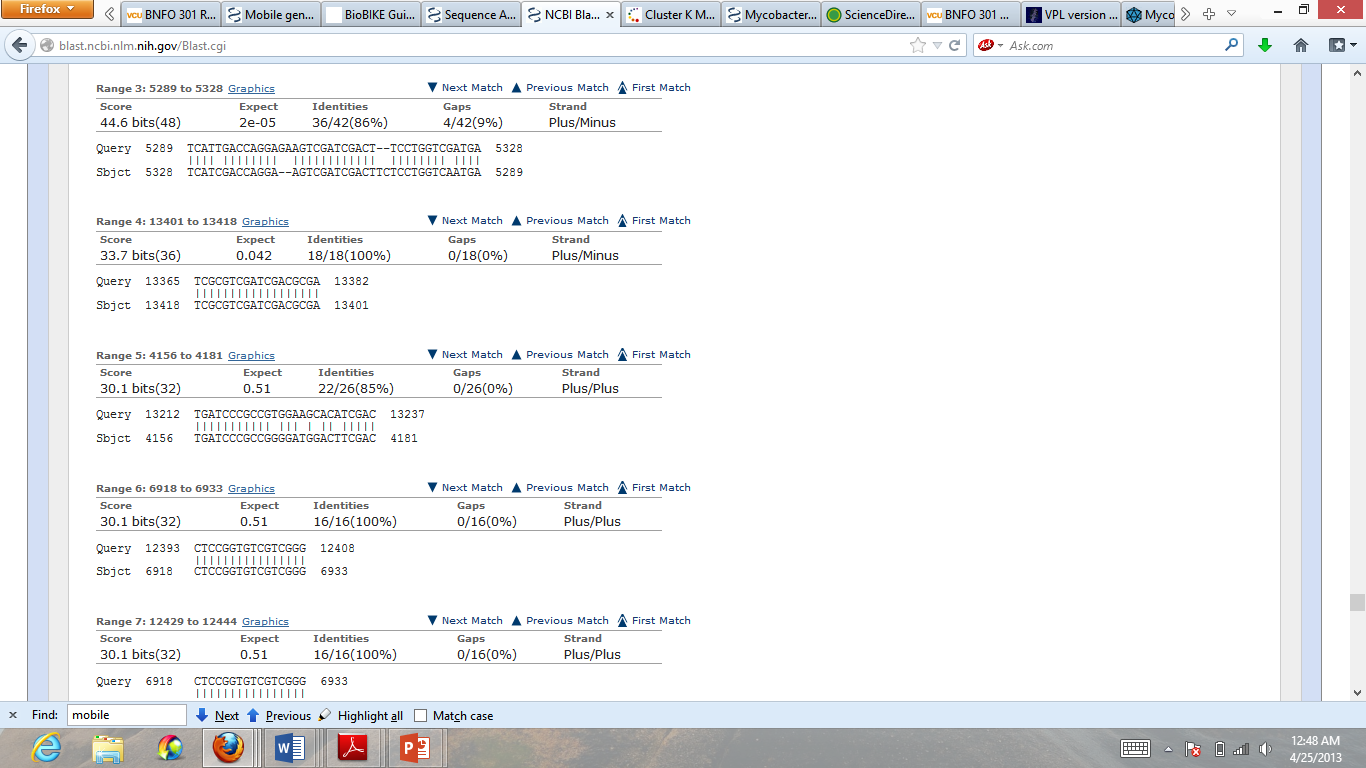 Firefox
BNFO 301 R... Mobile gen... BioBIKE Gui... Sequence A... NCBI Bla... Cluster K M... Mycobacter... ScienceDire... BNFO 301 ... VPL version ... Myco
blast.ncbi.nlm.nih.gov/Blast.cgi Ask Ask.com
Range 3: 5289 to 5328 Graphics Next Match Previous Match First Match
Score Expect Identities Gaps Strand
44.6 bits(48) 2e-05 36/42(86%) 4/42(9%) Plus/Minus
Query 5289 TCATTGACCAGGAGAAGTCGATCGACT--TCCTGGTCGATGA 5328
Sbjct 5328 TCATCGACCAGGA--AGTCGATCGACTTCTCCTGGTCAATGA 5289
Range 4: 13401 to 13418 Graphics Next Match Previous Match First Match
Score Expect Identities Gaps Strand
33.7 bits(36) 0.042 18/18(100%) 0/18(0%) Plus/Minus
Query 13365 TCGCGTCGATCGACGCGA 13382
Sbjct 13418 TCGCGTCGATCGACGCGA 13401
Range 5: 4156 to 4181 Graphics Next Match Previous Match First Match
Score Expect Identities Gaps Strand
30.1 bits(32) 0.51 22/26(85%) 0/26(0%) Plus/Plus
Query 13212 TGATCCCGCCGTGGAAGCACATCGAC 13237
Sbjct 4156 TGATCCCGCCGGGGATGGACTTCGAC 4181
Range 6: 6918 to 6933 Graphics Next Match Previous Match First Match
Score Expect Identities Gaps Strand
30.1 bits(32) 0.51 16/16(100%) 0/16(0%) Plus/Plus
Query 12393 CTCCGGTGTCGTCGGG 12408
Sbjct 6918 CTCCGGTGTCGTCGGG 6933
Range 7: 12429 to 12444 Graphics Next Match Previous Match First Match
Score Expect Identities Gaps Strand
30.1 bits(32) 0.51 16/16(100%) 0/16(0%) Plus/Plus
Query 6918 CTCCGGTGTCGTCGGG 6933
Find: mobile Next Previous Highlight all Match case
12:48 AM
4/25/2013